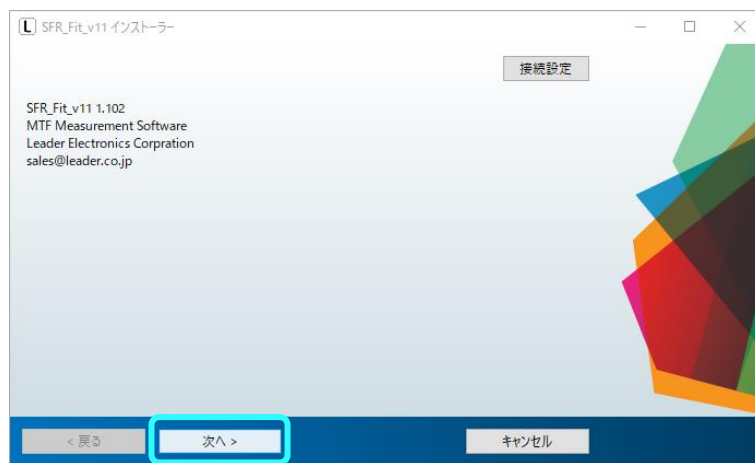 L SFR_Fit_v11 インストーラー
接続設定
SFR_Fit_v11 1.102
MTF Measurement Software
Leader Electronics Corpration
sales@leader.co.jp
< 戻る 次へ > キャンセル